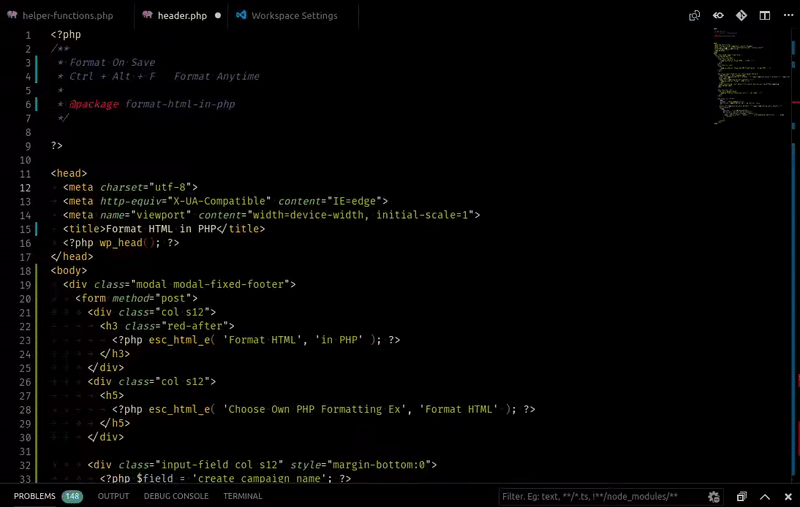 helper-functions.php header.php Workspace Settings
1 <?php
2 /**
3 * Format On Save
4 * Ctrl + Alt + F Format Anytime
5 *
6 * @package format-html-in-php
7 */
8
9 ?>
10
11 <head>
12 <meta charset="utf-8">
13 <meta http-equiv="X-UA-Compatible" content="IE=edge">
14 <meta name="viewport" content="width=device-width, initial-scale=1">
15 <title>Format HTML in PHP</title>
16 <?php wp_head(); ?>
17 </head>
18 <body>
19 <div class="modal modal-fixed-footer">
20 <form method="post">
21 <div class="col s12">
22 <h3 class="red-after">
23 <?php esc_html_e( 'Format HTML', 'in PHP' ); ?>
24 </h3>
25 </div>
26 <div class="col s12">
27 <h5>
28 <?php esc_html_e( 'Choose Own PHP Formatting Ex', 'Format HTML' ); ?>
29 </h5>
30 </div>
31
32 <div class="input-field col s12" style="margin-bottom:0">
33 <?php $field = 'create campaign name'; ?>
PROBLEMS 148 OUTPUT DEBUG CONSOLE TERMINAL Filter. Eg: text, **/*.ts, !**/node_modules/**